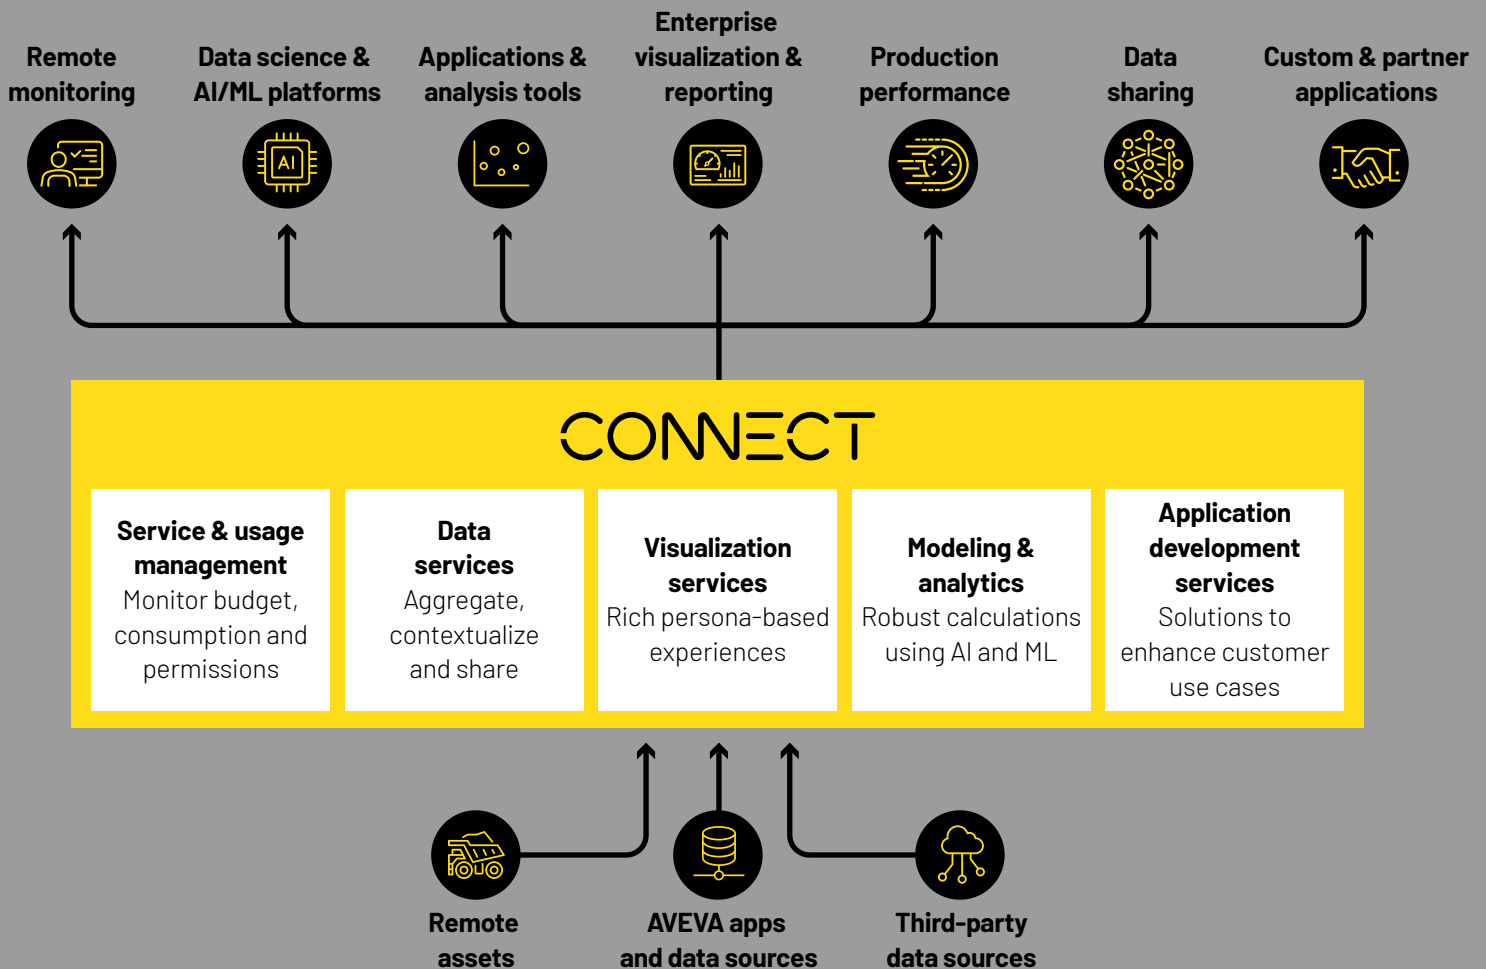 Remote
monitoring
Data science &
AI/ML platforms
Applications &
analysis tools
Enterprise
visualization &
reporting
Production
performance
Data
sharing
Custom & partner
applications
AI
CONNECT
Service & usage
management
Monitor budget,
consumption and
permissions
Data
services
Aggregate,
contextualize
and share
Visualization
services
Rich persona-based
experiences
Modeling &
analytics
Robust calculations
using AI and ML
Application
development
services
Solutions to
enhance customer
use cases
Remote
assets
AVEVA apps
and data sources
Third-party
data sources